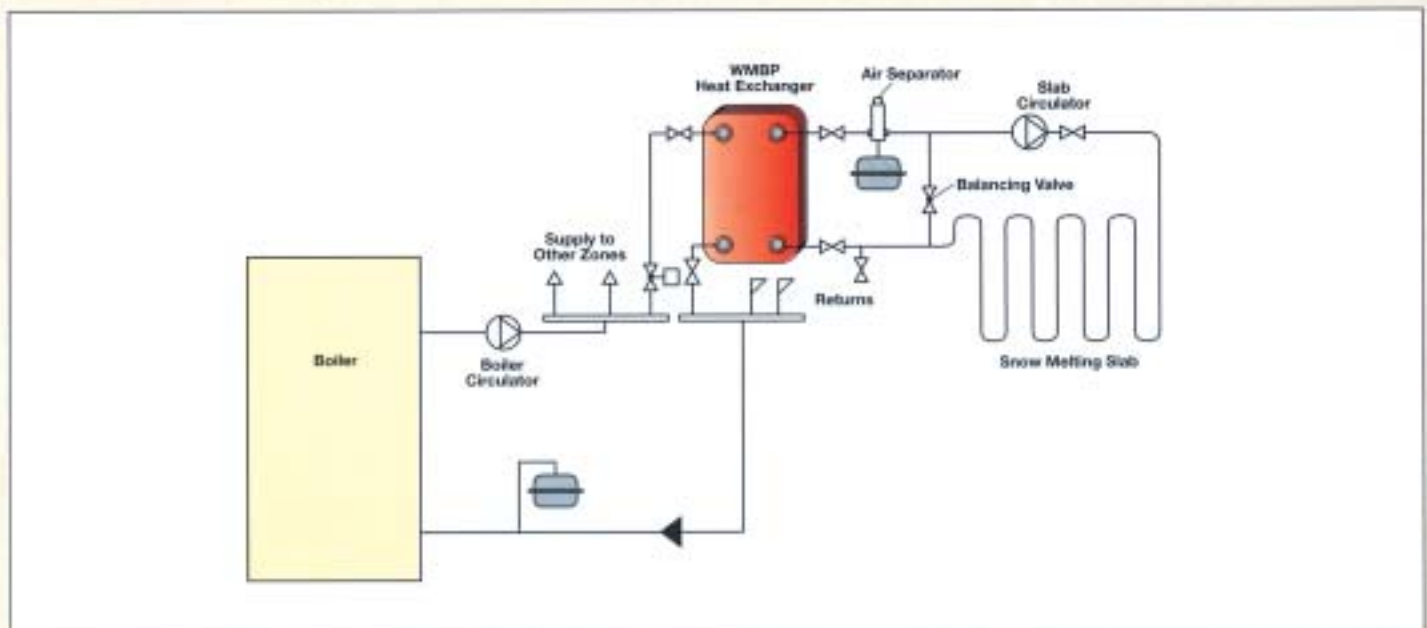 WMBP
Heat Exchanger
Air Separator
Slab
Circulator
Balancing Valve
Supply to
Other Zones
Returns
Boiler
Boiler
Circulator
Snow Melting Slab